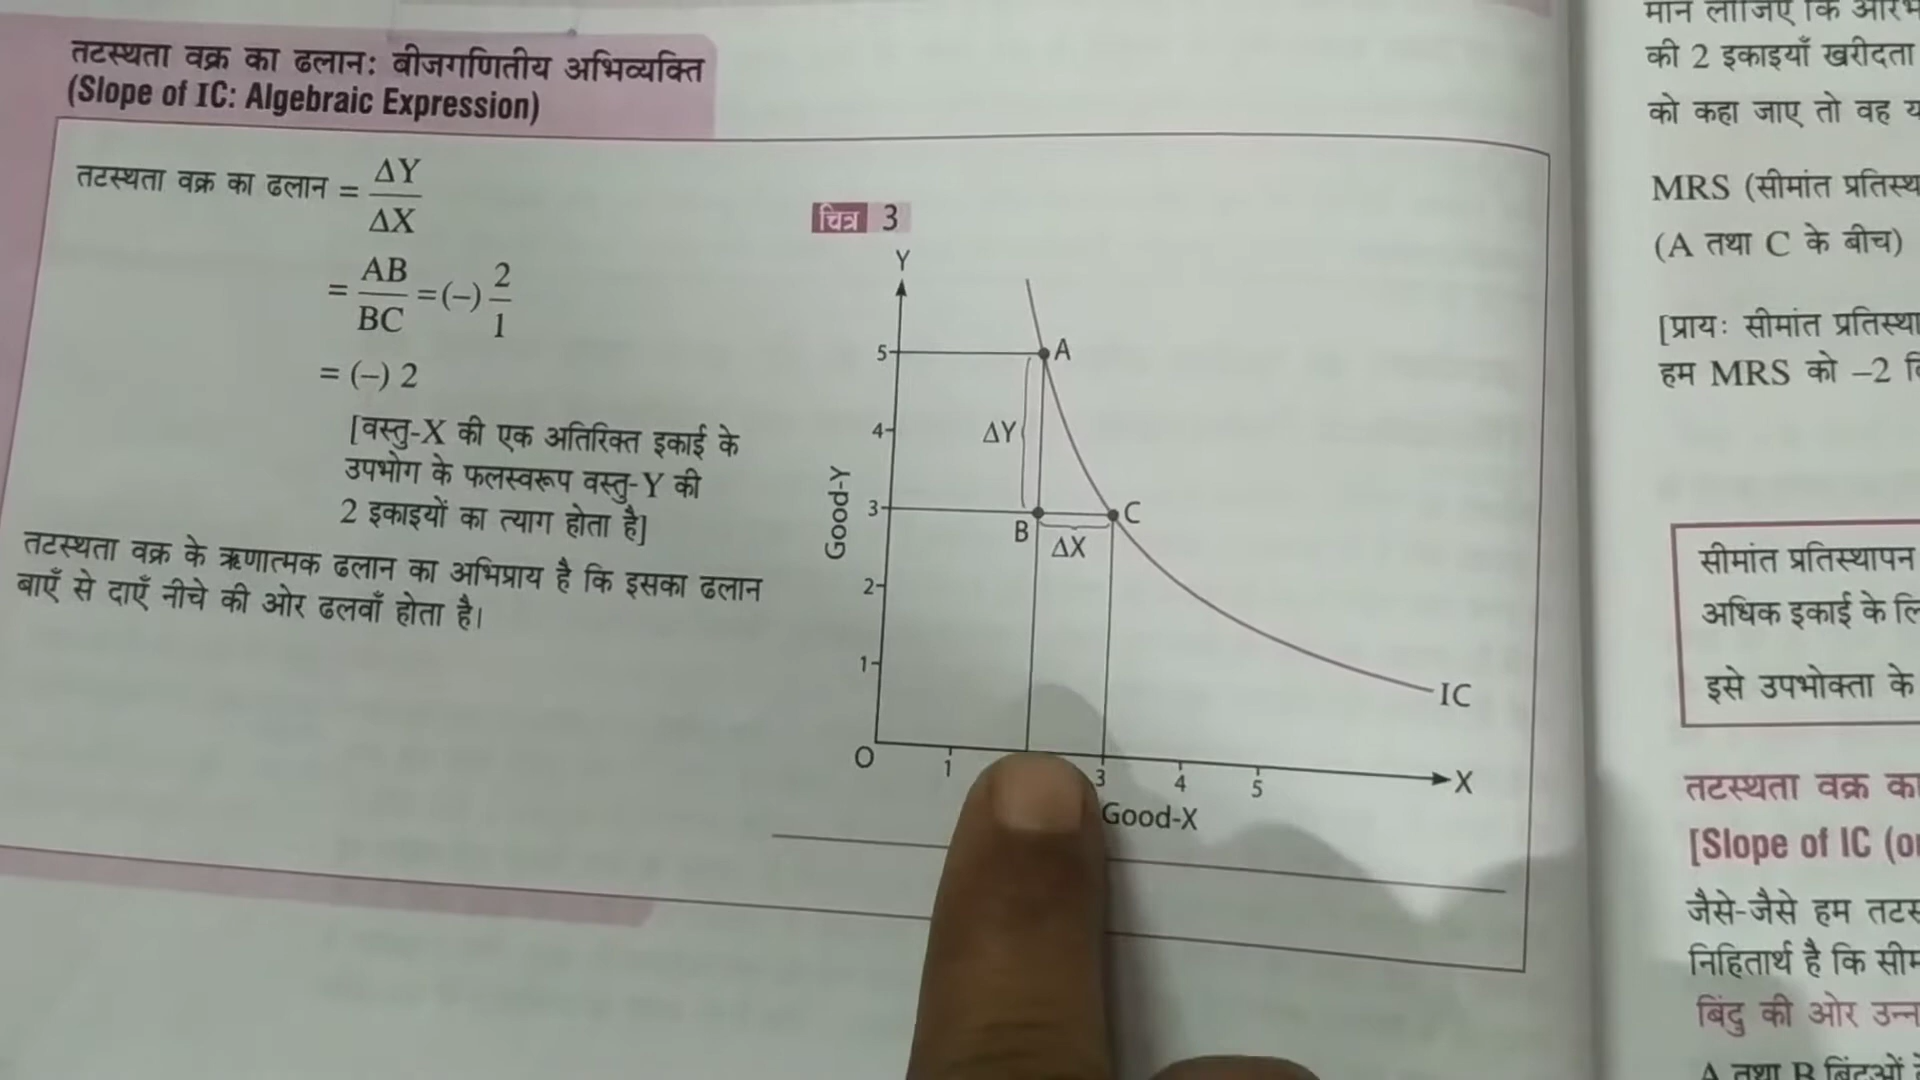 तटस्थता वक्र का ढलान: बीजगणितीय अभिव्यक्ति
(Slope of IC: Algebraic Expression)
तटस्थता वक्र का ढलान = ΔY/ΔX
= AB/BC = (–) 2/1
= (–) 2
[वस्तु-X की एक अतिरिक्त इकाई के
उपभोग के फलस्वरूप वस्तु-Y की
2 इकाइयों का त्याग होता है]
तटस्थता वक्र के ऋणात्मक ढलान का अभिप्राय है कि इसका ढलान
बाएँ से दाएँ नीचे की ओर ढलवाँ होता है।
चित्र 3
Y
5
A
4
ΔY
Good-Y
3
B
C
ΔX
2
1
IC
O
1
3
4
5
X
Good-X
मान लीजिए कि
की 2 इकाइयाँ खरीदता
को कहा जाए तो वह
MRS (सीमांत
(A तथा C के बीच)
[प्राय: सीमांत
हम MRS को –2
सीमांत प्रतिस्थापन
अधिक इकाई के
इसे उपभोक्ता के
तटस्थता वक्र का
[Slope of IC
जैसे-जैसे हम
निहितार्थ है कि
बिंदु की ओर
A तथा B बिंदुओं